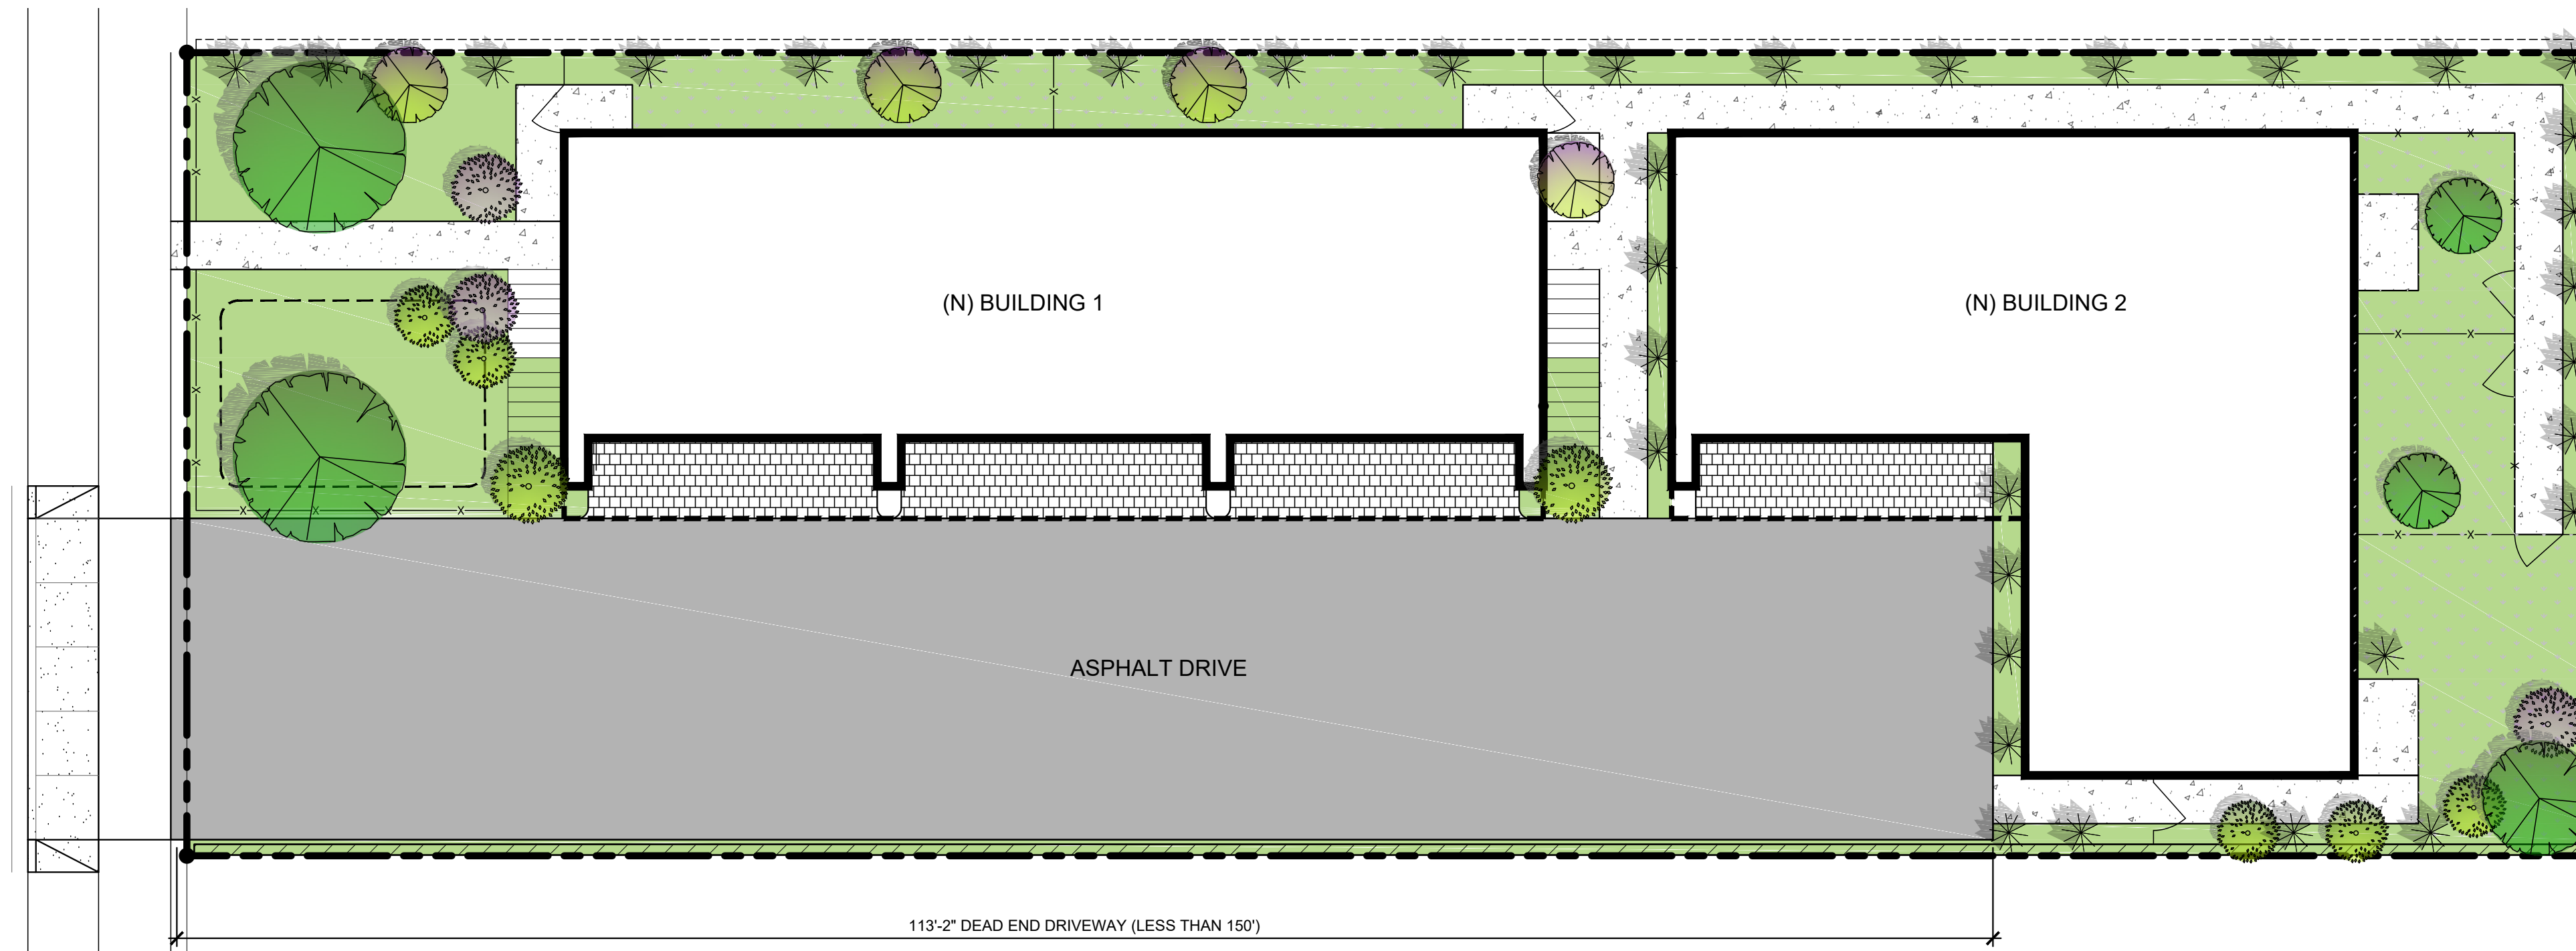 (N) BUILDING 1
(N) BUILDING 2
ASPHALT DRIVE
113'-2" DEAD END DRIVEWAY (LESS THAN 150')